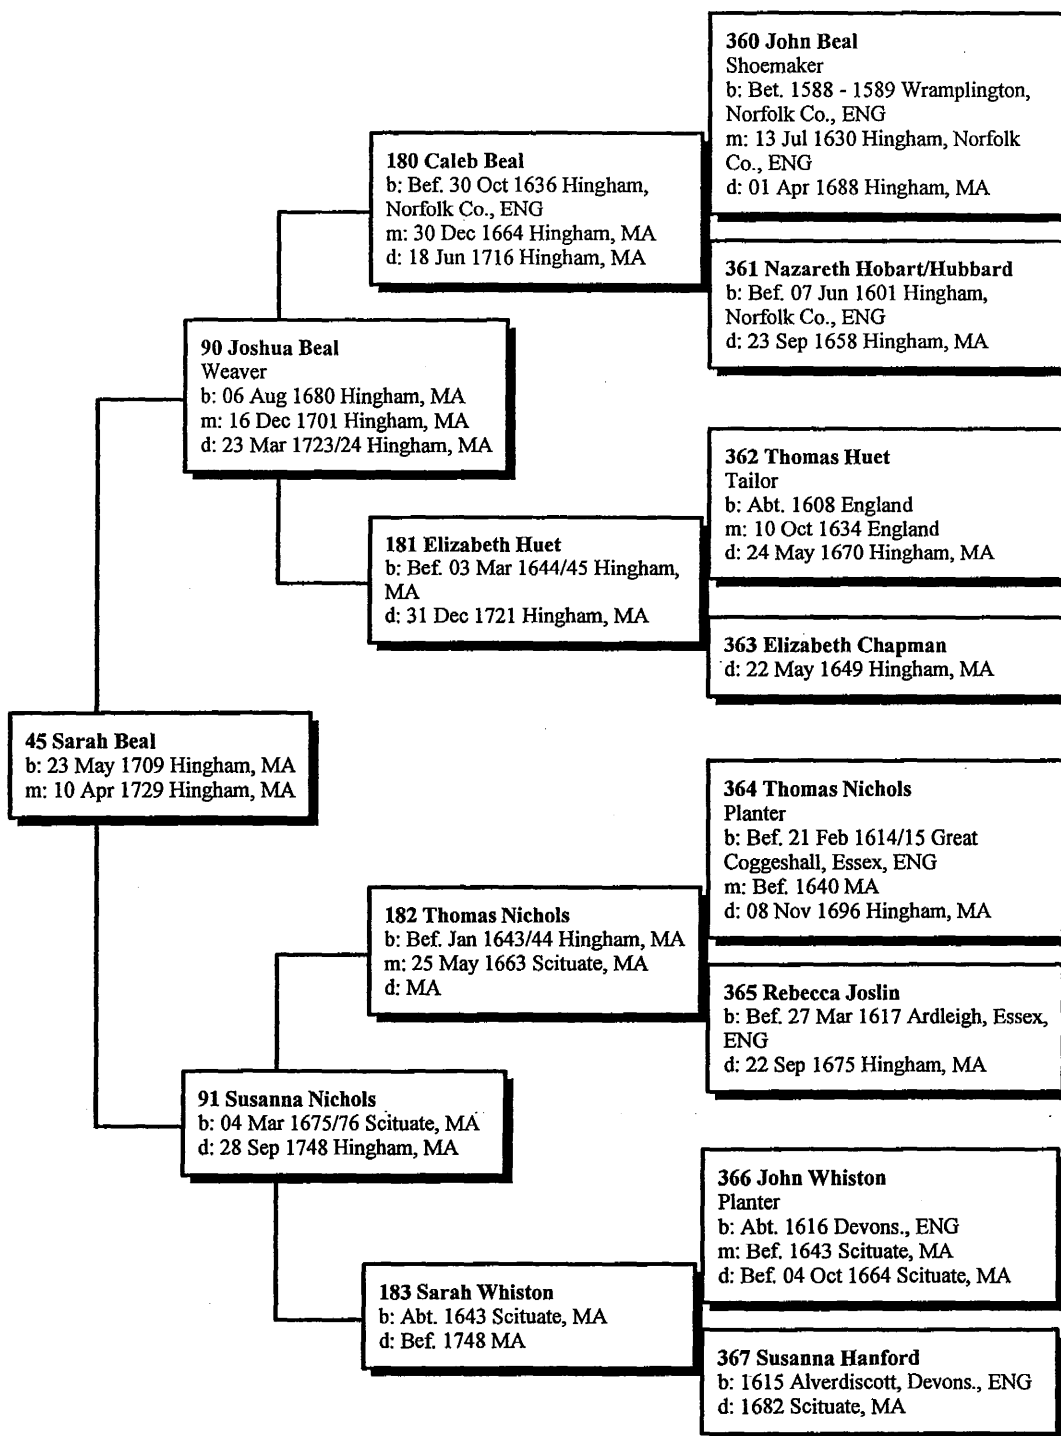 360 John Beal
Shoemaker
b: Bet. 1588 - 1589 Wramplington,
Norfolk Co., ENG
m: 13 Jul 1630 Hingham, Norfolk
Co., ENG
d: 01 Apr 1688 Hingham, MA
180 Caleb Beal
b: Bef. 30 Oct 1636 Hingham,
Norfolk Co., ENG
m: 30 Dec 1664 Hingham, MA
d: 18 Jun 1716 Hingham, MA
361 Nazareth Hobart/Hubbard
b: Bef. 07 Jun 1601 Hingham,
Norfolk Co., ENG
d: 23 Sep 1658 Hingham, MA
90 Joshua Beal
Weaver
b: 06 Aug 1680 Hingham, MA
m: 16 Dec 1701 Hingham, MA
d: 23 Mar 1723/24 Hingham, MA
362 Thomas Huet
Tailor
b: Abt. 1608 England
m: 10 Oct 1634 England
d: 24 May 1670 Hingham, MA
181 Elizabeth Huet
b: Bef. 03 Mar 1644/45 Hingham,
MA
d: 31 Dec 1721 Hingham, MA
363 Elizabeth Chapman
d: 22 May 1649 Hingham, MA
45 Sarah Beal
b: 23 May 1709 Hingham, MA
m: 10 Apr 1729 Hingham, MA
364 Thomas Nichols
Planter
b: Bef. 21 Feb 1614/15 Great
Coggeshall, Essex, ENG
m: Bef. 1640 MA
d: 08 Nov 1696 Hingham, MA
182 Thomas Nichols
b: Bef. Jan 1643/44 Hingham, MA
m: 25 May 1663 Scituate, MA
d: MA
365 Rebecca Joslin
b: Bef. 27 Mar 1617 Ardleigh, Essex,
ENG
d: 22 Sep 1675 Hingham, MA
91 Susanna Nichols
b: 04 Mar 1675/76 Scituate, MA
d: 28 Sep 1748 Hingham, MA
366 John Whiston
Planter
b: Abt. 1616 Devons., ENG
m: Bef. 1643 Scituate, MA
d: Bef. 04 Oct 1664 Scituate, MA
183 Sarah Whiston
b: Abt. 1643 Scituate, MA
d: Bef. 1748 MA
367 Susanna Hanford
b: 1615 Alverdiscott, Devons., ENG
d: 1682 Scituate, MA